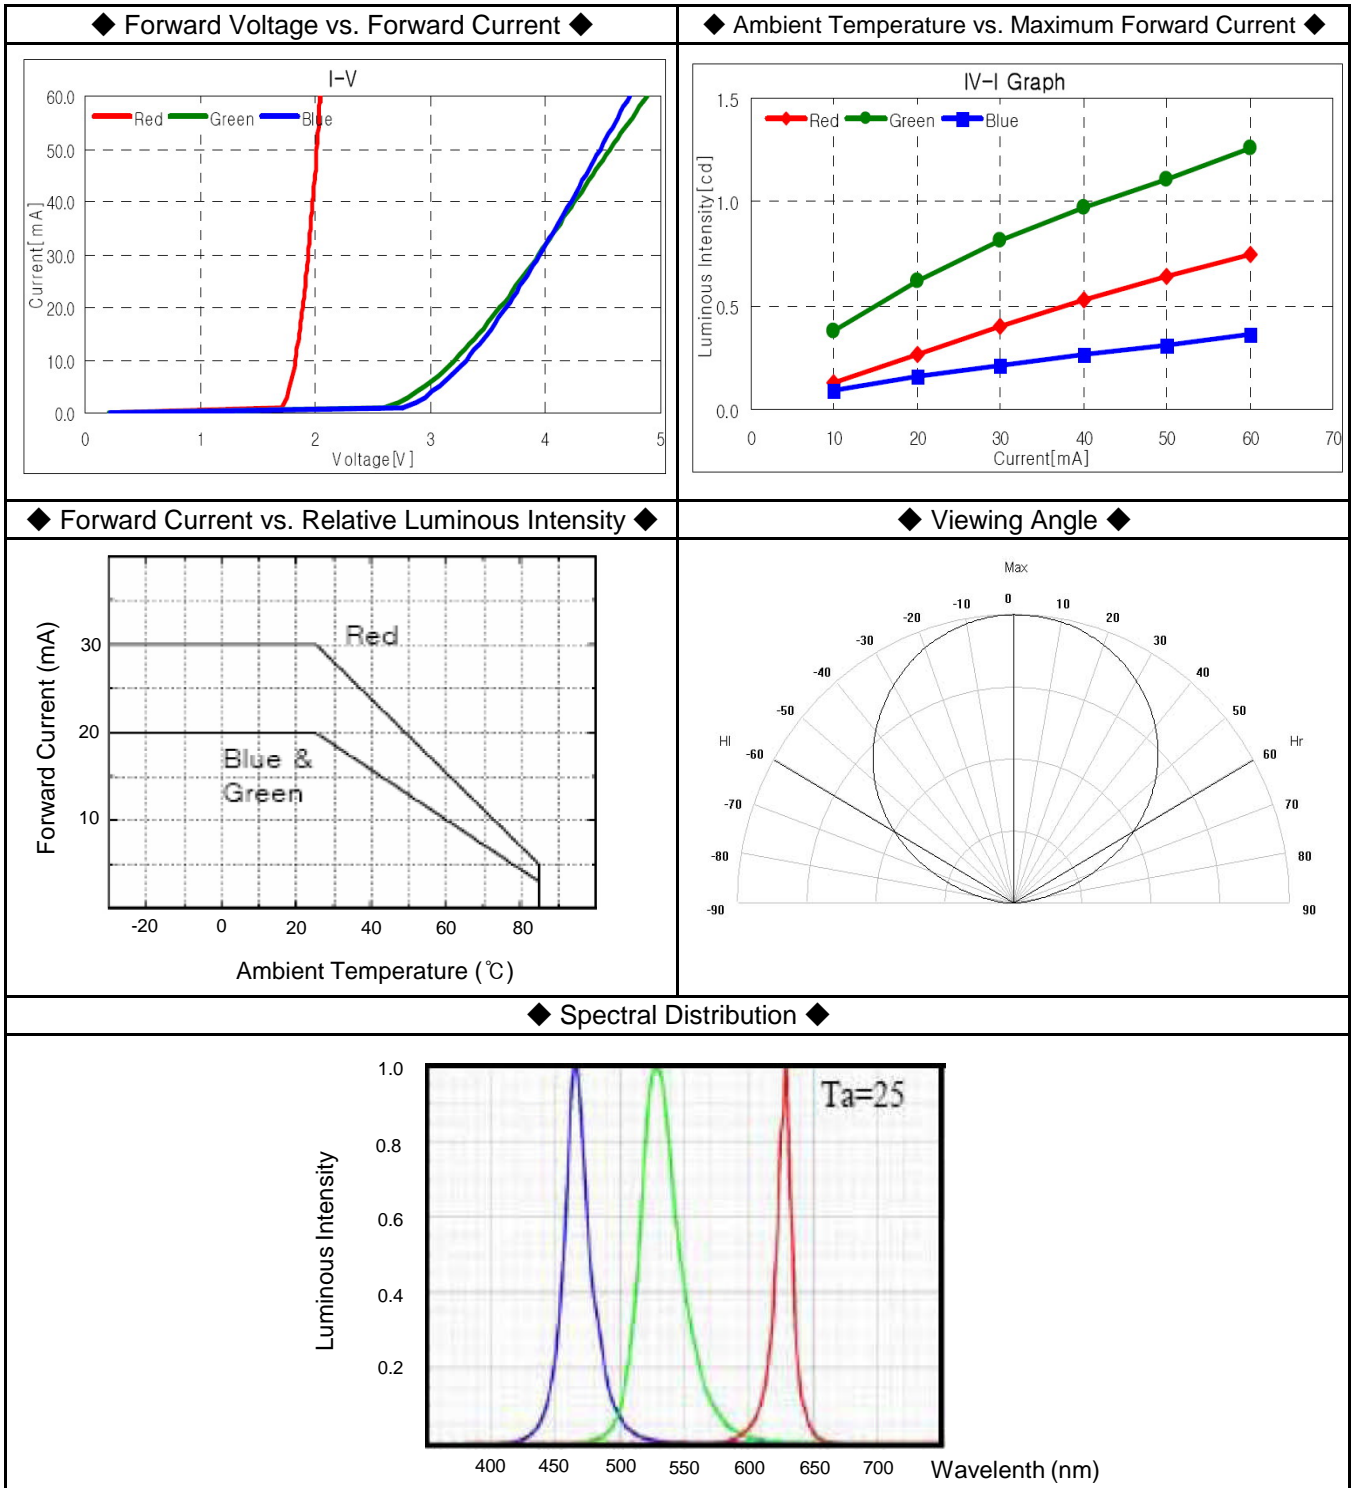 ◆ Forward Voltage vs. Forward Current ◆
◆ Ambient Temperature vs. Maximum Forward Current ◆
I-V
60.0
50.0
40.0
30.0
20.0
10.0
0.0
Current[mA]
Red Green Blue
0 1 2 3 4 5
Voltage[V]
IV-I Graph
1.5
1.0
0.5
0.0
Luminous Intensity[cd]
Red Green Blue
0 10 20 30 40 50 60 70
Current[mA]
◆ Forward Current vs. Relative Luminous Intensity ◆
◆ Viewing Angle ◆
Forward Current (mA)
30
20
10
Red
Blue &
Green
-20 0 20 40 60 80
Ambient Temperature (℃)
Max
-90 -80 -70 -60 -50 -40 -30 -20 -10 0 10 20 30 40 50 60 70 80 90
Hl
Hr
◆ Spectral Distribution ◆
Luminous Intensity
1.0
0.8
0.6
0.4
0.2
Ta=25
400 450 500 550 600 650 700
Wavelenth (nm)